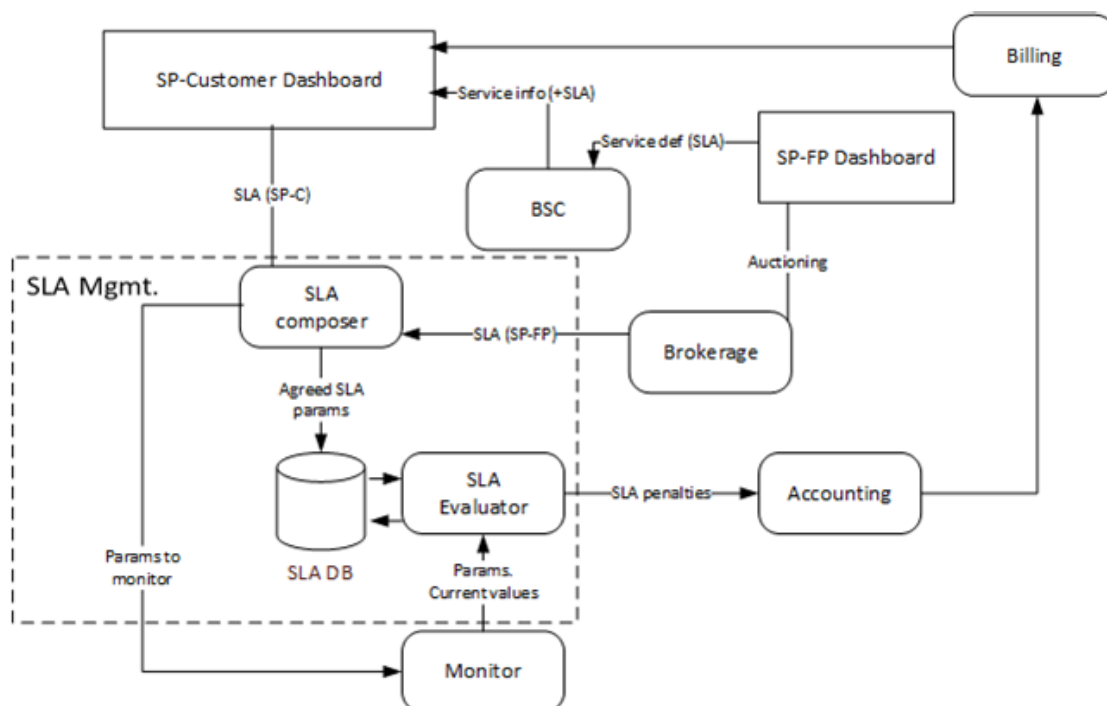 Billing
SP-Customer Dashboard
Service info (+SLA)
Service def (SLA)
SP-FP Dashboard
BSC
SLA (SP-C)
Auctioning
SLA Mgmt.
SLA
composer
SLA (SP-FP)
Brokerage
Agreed SLA
params
SLA
Evaluator
SLA penalties
Accounting
Params to
monitor
SLA DB
Params.
Current values
Monitor